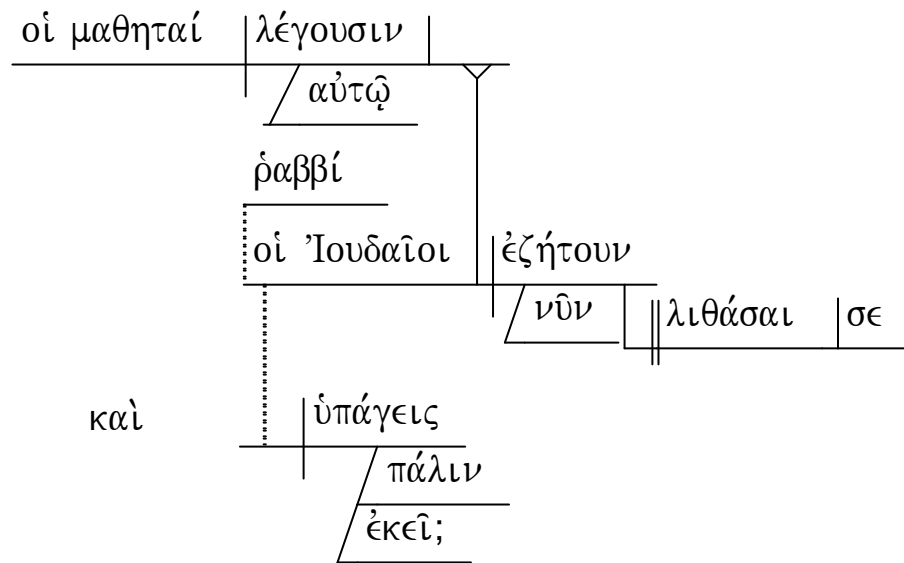 οἱ μαθηταί λέγουσιν
αὐτῷ
ῥαββί
οἱ Ἰουδαῖοι ἐζήτουν
νῦν λιθάσαι σε
καὶ ὑπάγεις
πάλιν
ἐκεῖ;